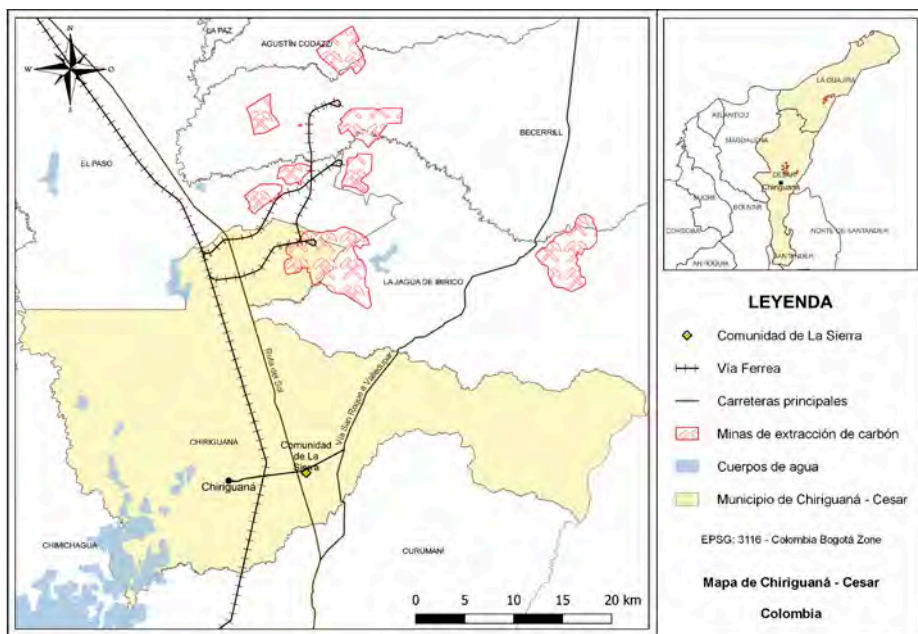 LA PAZ
AGUSTÍN CODAZZI
N
W
O
S
BECERRILL
EL PASO
LA JAGUA DE IBIRICO
Ruta del Sol
Vía San Roque a Valledupar
CHIRIGUANÁ
Comunidad
de La
Sierra
Chiriguaná
CHIMICHAGUA
CURUMANÍ
0 5 10 15 20 km
LA GUAJIRA
ATLÁNTICO
MAGDALENA
CESAR
Chiriguaná
SUCRE
BOLÍVAR
CÓRDOBA
NORTE DE SANTANDER
ANTIOQUIA
SANTANDER
LEYENDA
Comunidad de La Sierra
Vía Ferrea
Carreteras principales
Minas de extracción de carbón
Cuerpos de agua
Municipio de Chiriguaná - Cesar
EPSG: 3116 - Colombia Bogotá Zone
Mapa de Chiriguaná - Cesar
Colombia